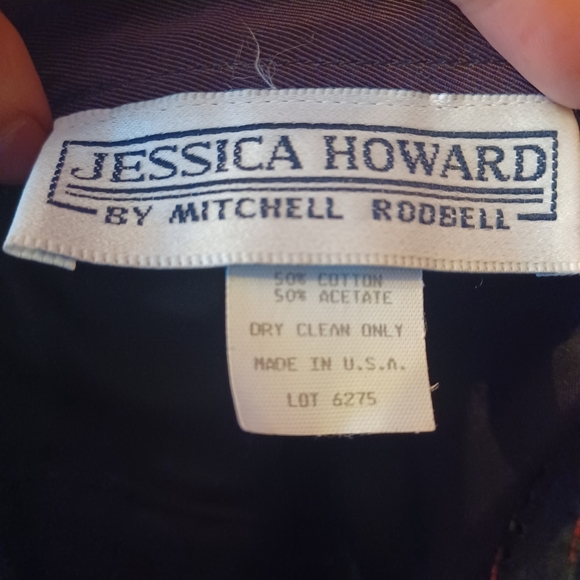 JESSICA HOWARD
BY MITCHELL RODBELL
50% COTTON
50% ACETATE
DRY CLEAN ONLY
MADE IN U.S.A.
LOT 6275